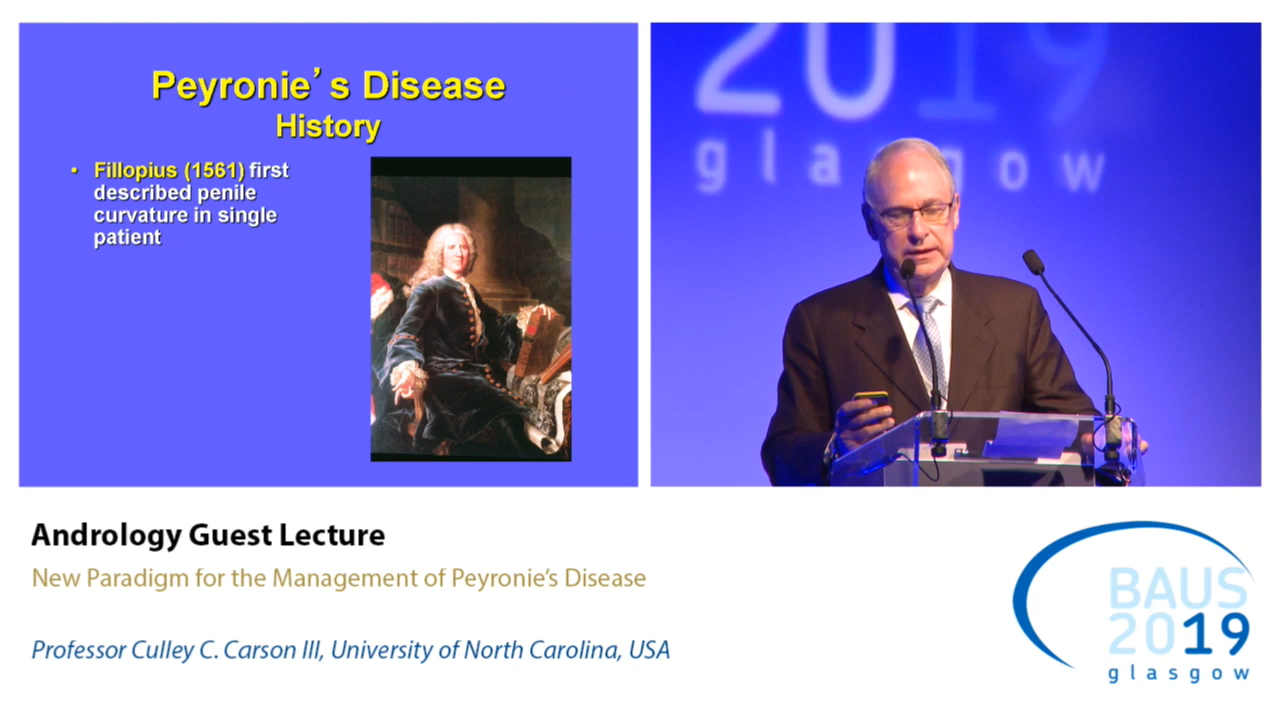 Peyronie's Disease
History
• Fillopius (1561) first
described penile
curvature in single
patient
2019
glasgow
Andrology Guest Lecture
New Paradigm for the Management of Peyronie's Disease
Professor Culley C. Carson III, University of North Carolina, USA
BAUS
2019
glasgow